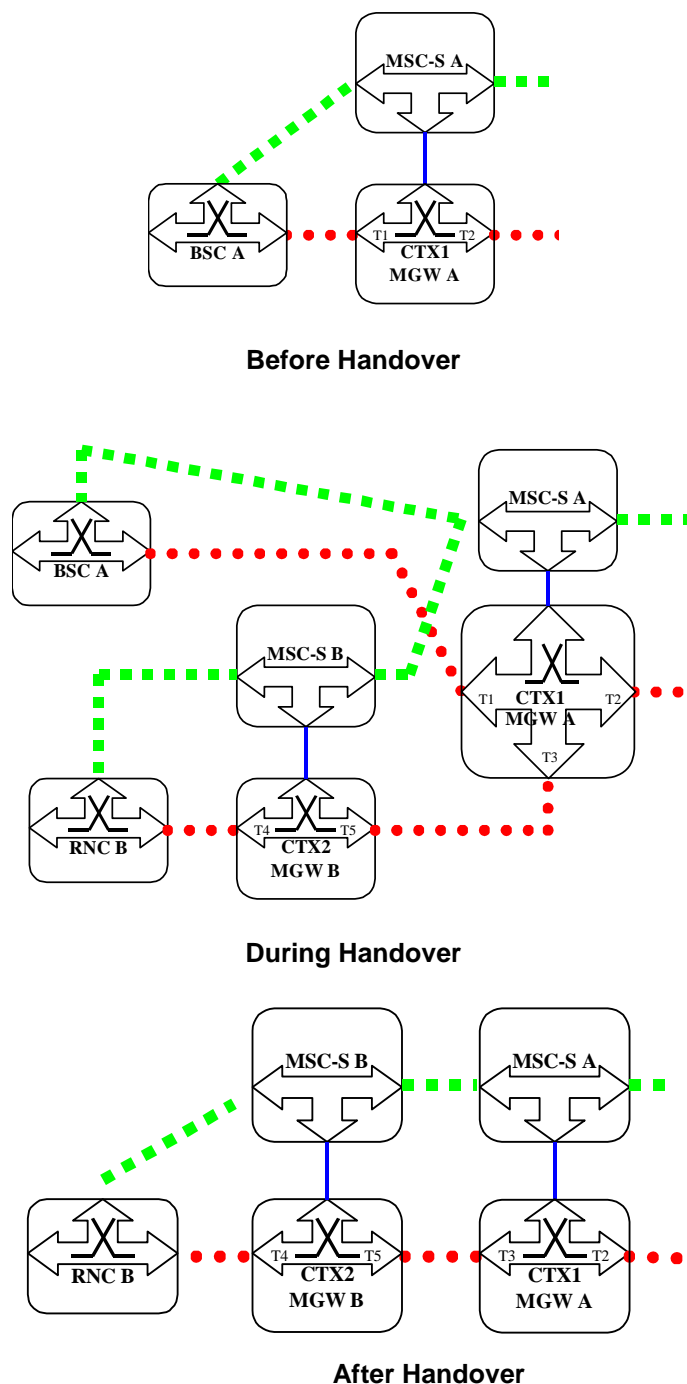 MSC-S A
BSC A
T1
CTX1
T2
MGW A
Before Handover
MSC-S A
BSC A
MSC-S B
T1
CTX1
T2
MGW A
T3
RNC B
T4
CTX2
T5
MGW B
During Handover
MSC-S B
MSC-S A
RNC B
T4
CTX2
T5
MGW B
T3
CTX1
T2
MGW A
After Handover